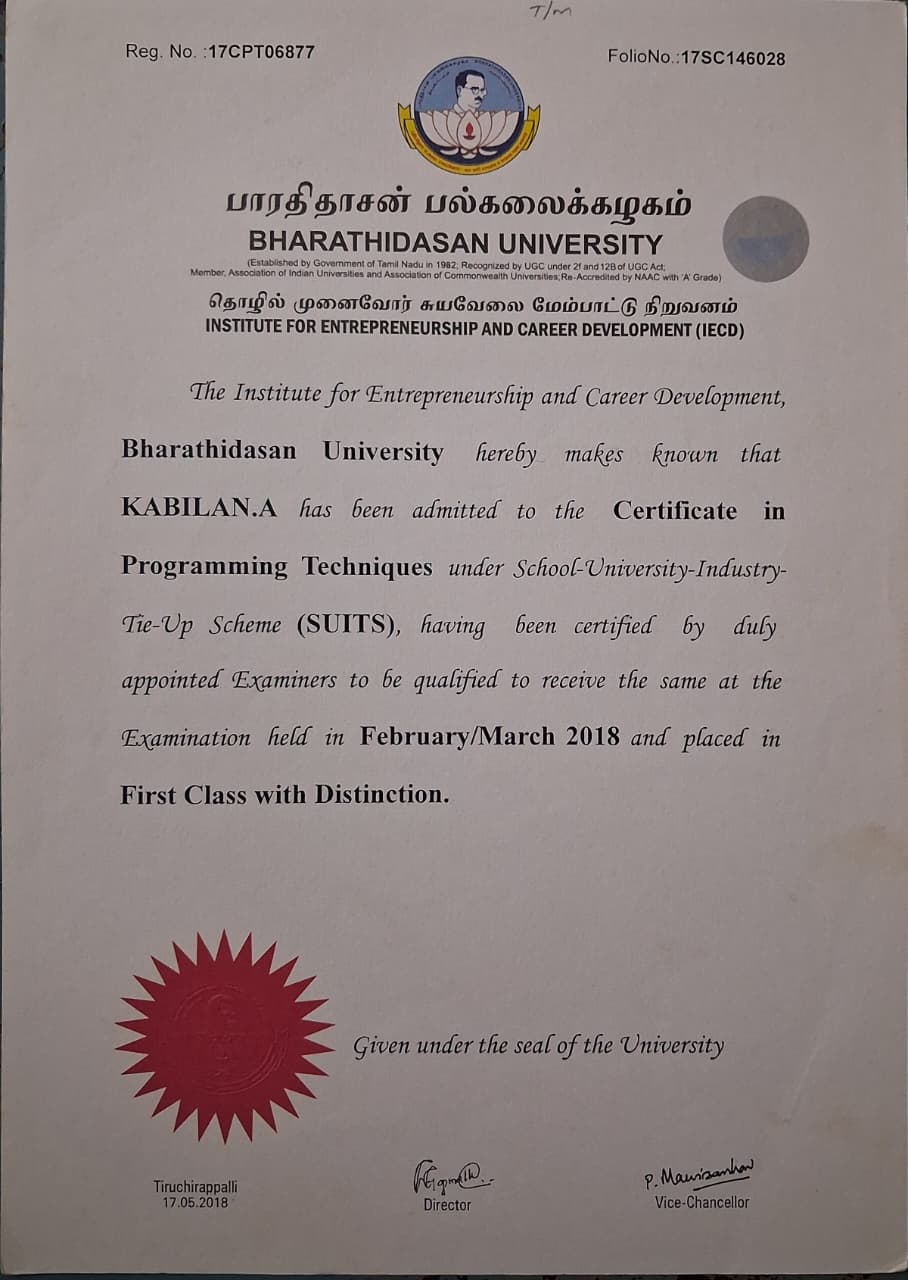 T/m
Reg. No. :17CPT06877
FolioNo.:17SC146028
பாரதிதாசன் பல்கலைக்கழகம்
BHARATHIDASAN UNIVERSITY
(Established by Government of Tamil Nadu in 1982; Recognized by UGC under 2f and 12B of UGC Act;
Member, Association of Indian Universities and Association of Commonwealth Universities;Re-Accredited by NAAC with 'A' Grade)
தொழில் முனைவோர் சுயவேலை மேம்பாட்டு நிறுவனம்
INSTITUTE FOR ENTREPRENEURSHIP AND CAREER DEVELOPMENT (IECD)
The Institute for Entrepreneurship and Career Development,
Bharathidasan University hereby makes known that
KABILAN.A has been admitted to the Certificate in
Programming Techniques under School-University-Industry-
Tie-Up Scheme (SUITS), having been certified by duly
appointed Examiners to be qualified to receive the same at the
Examination held in February/March 2018 and placed in
First Class with Distinction.
Given under the seal of the University
Tiruchirappalli
17.05.2018
Director
Vice-Chancellor